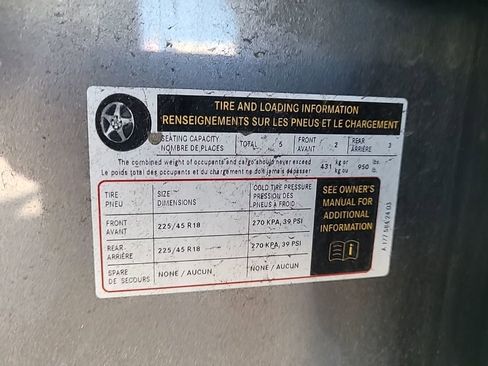 TIRE AND LOADING INFORMATION
RENSEIGNEMENTS SUR LES PNEUS ET LE CHARGEMENT
SEATING CAPACITY
NOMBRE DE PLACES
TOTAL 5
FRONT
AVANT
2
REAR
ARRIÈRE
3
The combined weight of occupants and cargo should never exceed
Le poids total des occupants et du chargement ne doit jamais dépasser
431 kg or
kg ou
950 lbs.
lb.
TIRE
PNEU
SIZE
DIMENSIONS
COLD TIRE PRESSURE
PRESSION DES
PNEUS À FROID
FRONT
AVANT
225/45 R18
270 KPA, 39 PSI
REAR
ARRIÈRE
225/45 R18
270 KPA, 39 PSI
SPARE
DE SECOURS
NONE / AUCUN
NONE / AUCUN
SEE OWNER'S
MANUAL FOR
ADDITIONAL
INFORMATION
A 177 584 24 03